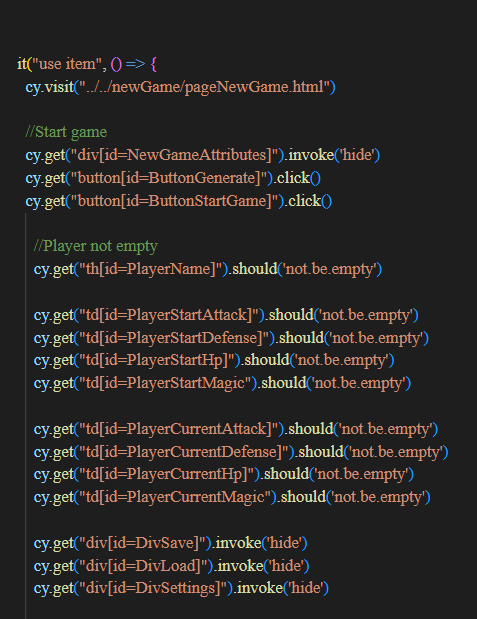 it("use item", () => {
cy.visit("../../newGame/pageNewGame.html")
//Start game
cy.get("div[id=NewGameAttributes]").invoke('hide')
cy.get("button[id=ButtonGenerate]").click()
cy.get("button[id=ButtonStartGame]").click()
//Player not empty
cy.get("th[id=PlayerName]").should('not.be.empty')
cy.get("td[id=PlayerStartAttack]").should('not.be.empty')
cy.get("td[id=PlayerStartDefense]").should('not.be.empty')
cy.get("td[id=PlayerStartHp]").should('not.be.empty')
cy.get("td[id=PlayerStartMagic").should('not.be.empty')
cy.get("td[id=PlayerCurrentAttack]").should('not.be.empty')
cy.get("td[id=PlayerCurrentDefense]").should('not.be.empty')
cy.get("td[id=PlayerCurrentHp]").should('not.be.empty')
cy.get("td[id=PlayerCurrentMagic").should('not.be.empty')
cy.get("div[id=DivSave]").invoke('hide')
cy.get("div[id=DivLoad]").invoke('hide')
cy.get("div[id=DivSettings]").invoke('hide')